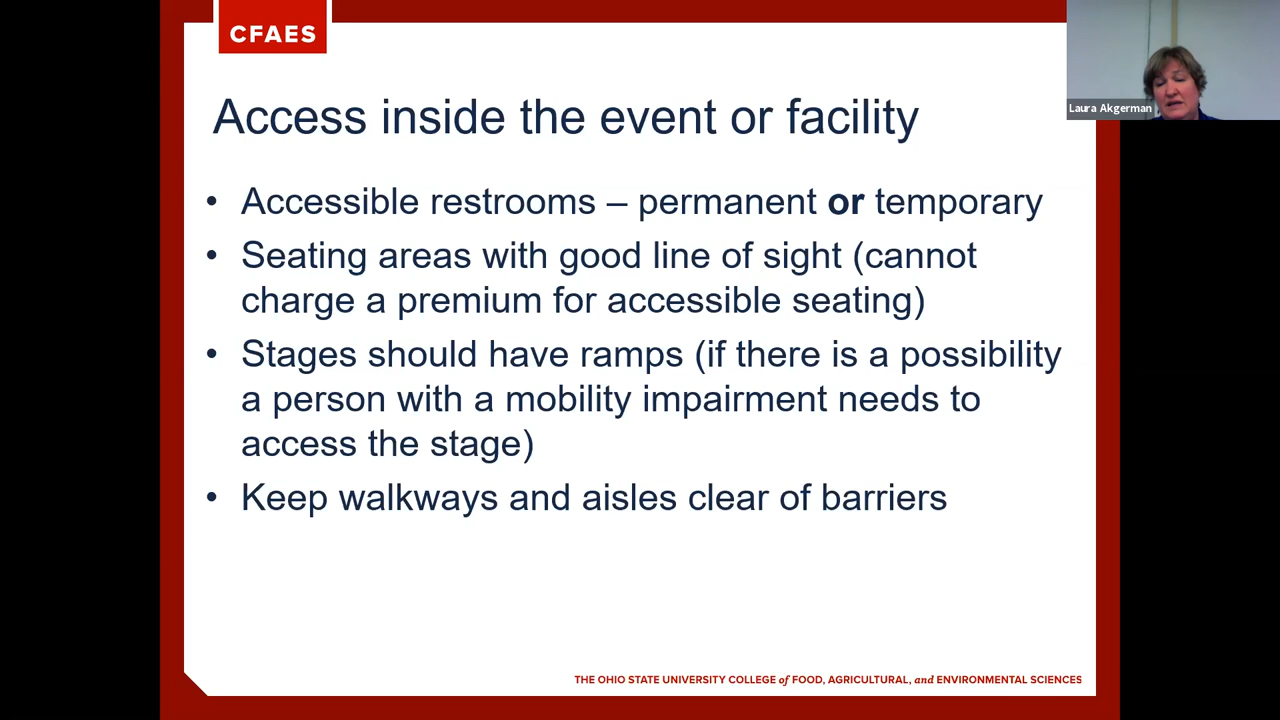 CFAES
Laura Akgerman
Access inside the event or facility
• Accessible restrooms – permanent or temporary
• Seating areas with good line of sight (cannot
charge a premium for accessible seating)
• Stages should have ramps (if there is a possibility
a person with a mobility impairment needs to
access the stage)
• Keep walkways and aisles clear of barriers
THE OHIO STATE UNIVERSITY COLLEGE of FOOD, AGRICULTURAL, and ENVIRONMENTAL SCIENCES